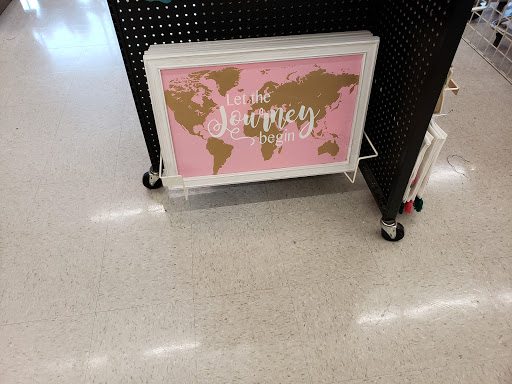 Let the
Journey
begin